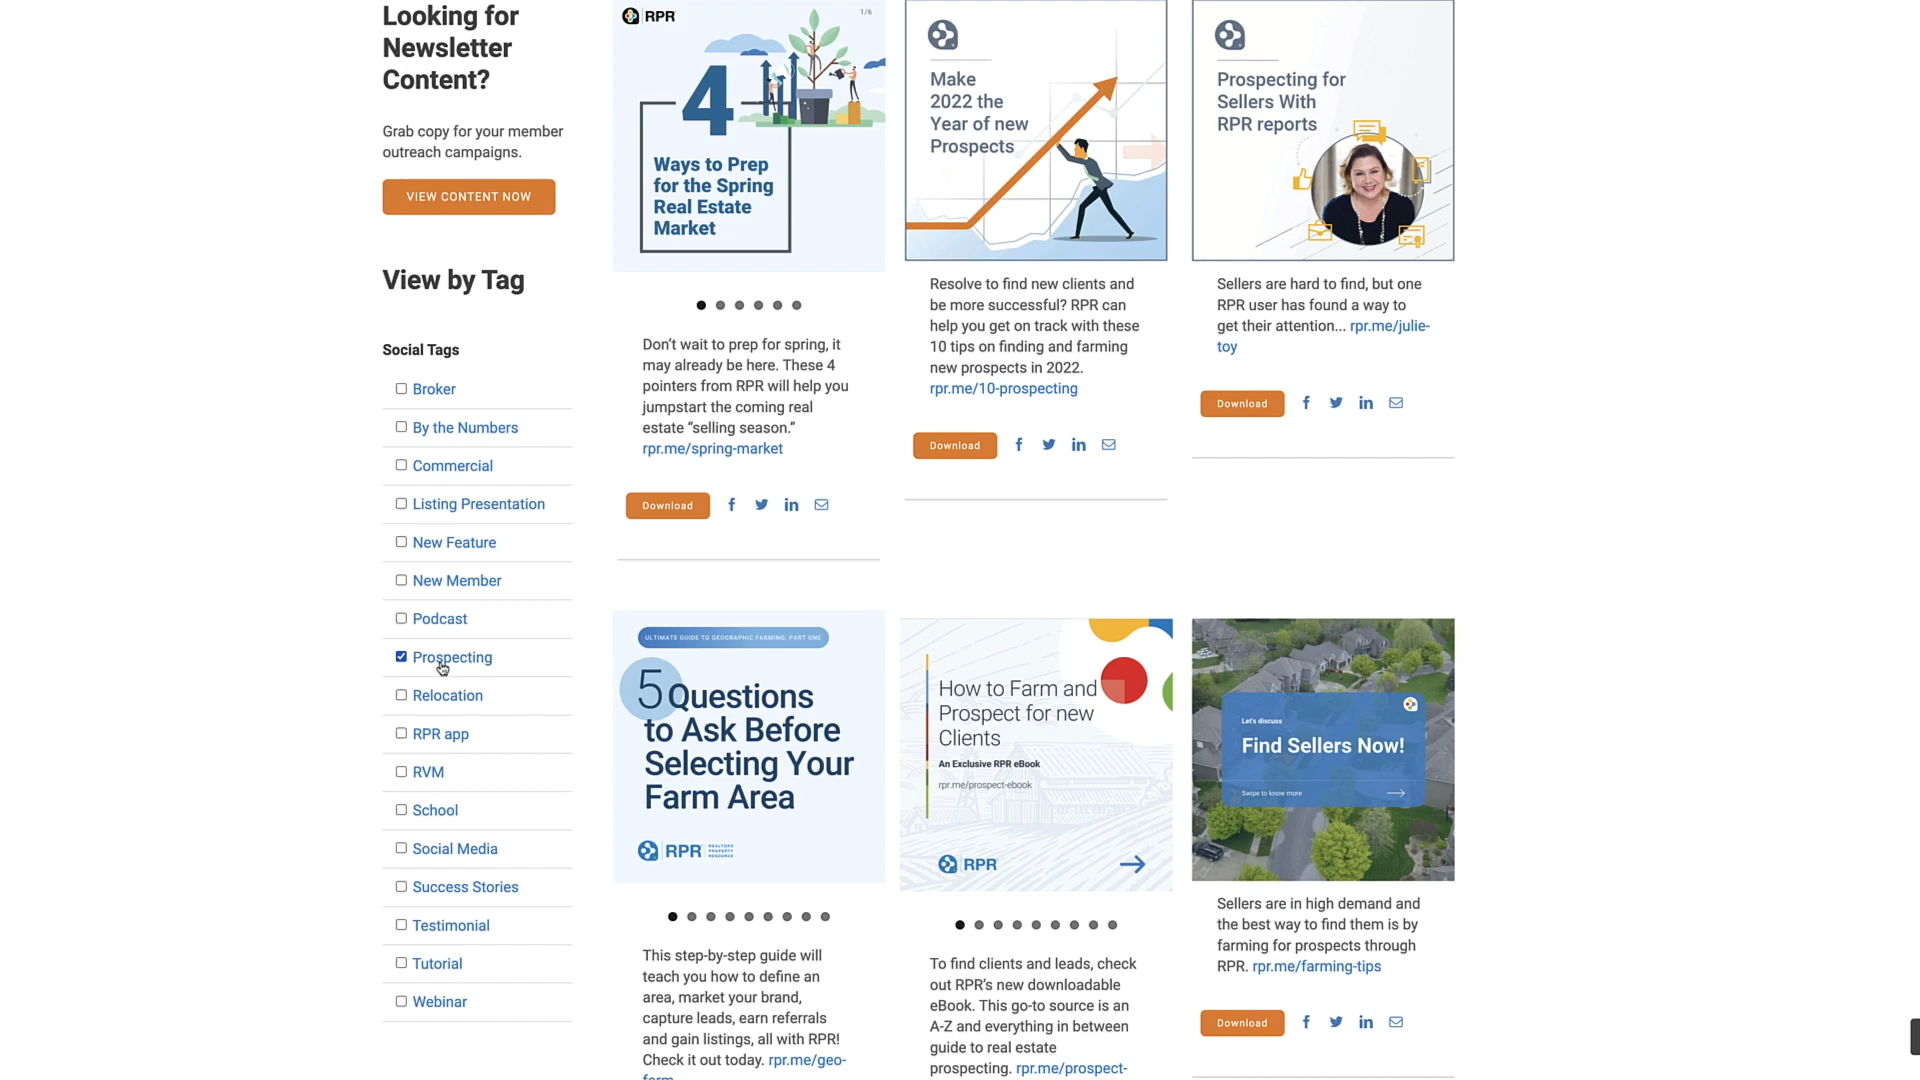 Looking for
Newsletter
Content?
Grab copy for your member
outreach campaigns.
VIEW CONTENT NOW
View by Tag
Social Tags
Broker
By the Numbers
Commercial
Listing Presentation
New Feature
New Member
Podcast
Prospecting
Relocation
RPR app
RVM
School
Social Media
Success Stories
Testimonial
Tutorial
Webinar
RPR
1/6
4
Ways to Prep
for the Spring
Real Estate
Market
Don't wait to prep for spring, it
may already be here. These 4
pointers from RPR will help you
jumpstart the coming real
estate “selling season.”
rpr.me/spring-market
Download
Make
2022 the
Year of new
Prospects
Resolve to find new clients and
be more successful? RPR can
help you get on track with these
10 tips on finding and farming
new prospects in 2022.
rpr.me/10-prospecting
Download
Prospecting for
Sellers With
RPR reports
Sellers are hard to find, but one
RPR user has found a way to
get their attention... rpr.me/julie-
toy
Download
ULTIMATE GUIDE TO GEOGRAPHIC FARMING: PART ONE
5 Questions
to Ask Before
Selecting Your
Farm Area
RPR
REALTORS
PROPERTY
RESOURCE
This step-by-step guide will
teach you how to define an
area, market your brand,
capture leads, earn referrals
and gain listings, all with RPR!
Check it out today. rpr.me/geo-
farm
How to Farm and
Prospect for new
Clients
An Exclusive RPR eBook
rpr.me/prospect-ebook
RPR
To find clients and leads, check
out RPR's new downloadable
eBook. This go-to source is an
A-Z and everything in between
guide to real estate
prospecting. rpr.me/prospect-
Let's discuss
Find Sellers Now!
Swipe to know more
Sellers are in high demand and
the best way to find them is by
farming for prospects through
RPR. rpr.me/farming-tips
Download